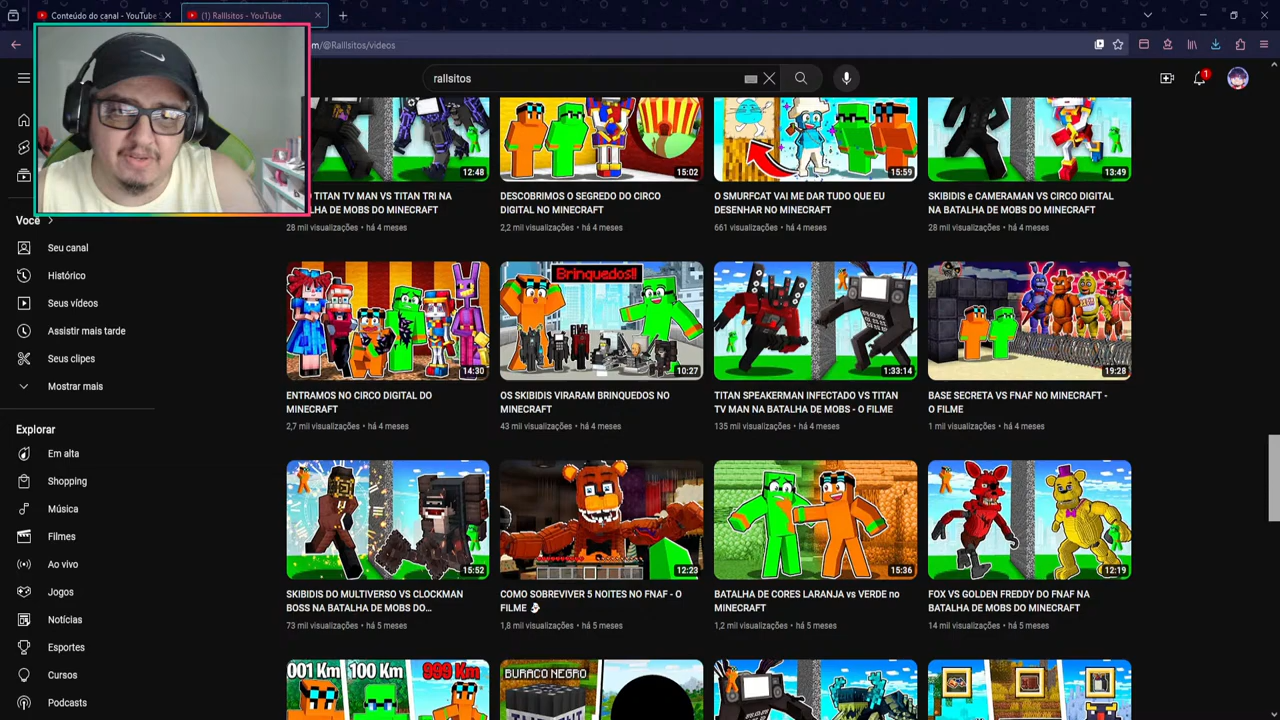 Conteúdo do canal - YouTube
(1) Ralllsitos - YouTube
/@Ralllsitos/videos
rallsitos
1
12:48
15:02
15:59
13:49
TITAN TV MAN VS TITAN TRI NA
DE MOBS DO MINECRAFT
28 mil visualizações • há 4 meses
DESCOBRIMOS O SEGREDO DO CIRCO
DIGITAL NO MINECRAFT
2,2 mil visualizações • há 4 meses
O SMURFCAT VAI ME DAR TUDO QUE EU
DESENHAR NO MINECRAFT
661 visualizações • há 4 meses
SKIBIDIS e CAMERAMAN VS CIRCO DIGITAL
NA BATALHA DE MOBS DO MINECRAFT
28 mil visualizações • há 4 meses
Você
Seu canal
Histórico
Seus vídeos
Assistir mais tarde
Seus clipes
Mostrar mais
Explorar
Em alta
Shopping
Música
Filmes
Ao vivo
Jogos
Notícias
Esportes
Cursos
Podcasts
14:30
Brinquedos!!
10:27
1:33:14
19:28
ENTRAMOS NO CIRCO DIGITAL DO
MINECRAFT
2,7 mil visualizações • há 4 meses
OS SKIBIDIS VIRARAM BRINQUEDOS NO
MINECRAFT
43 mil visualizações • há 4 meses
TITAN SPEAKERMAN INFECTADO VS TITAN
TV MAN NA BATALHA DE MOBS - O FILME
135 mil visualizações • há 4 meses
BASE SECRETA VS FNAF NO MINECRAFT -
O FILME
1 mil visualizações • há 4 meses
15:52
12:23
15:36
12:19
SKIBIDIS DO MULTIVERSO VS CLOCKMAN
BOSS NA BATALHA DE MOBS DO...
73 mil visualizações • há 5 meses
COMO SOBREVIVER 5 NOITES NO FNAF - O
FILME
1,8 mil visualizações • há 5 meses
BATALHA DE CORES LARANJA vs VERDE no
MINECRAFT
1,2 mil visualizações • há 5 meses
FOX VS GOLDEN FREDDY DO FNAF NA
BATALHA DE MOBS DO MINECRAFT
14 mil visualizações • há 5 meses
001 Km
100 Km
999 Km
BURACO NEGRO